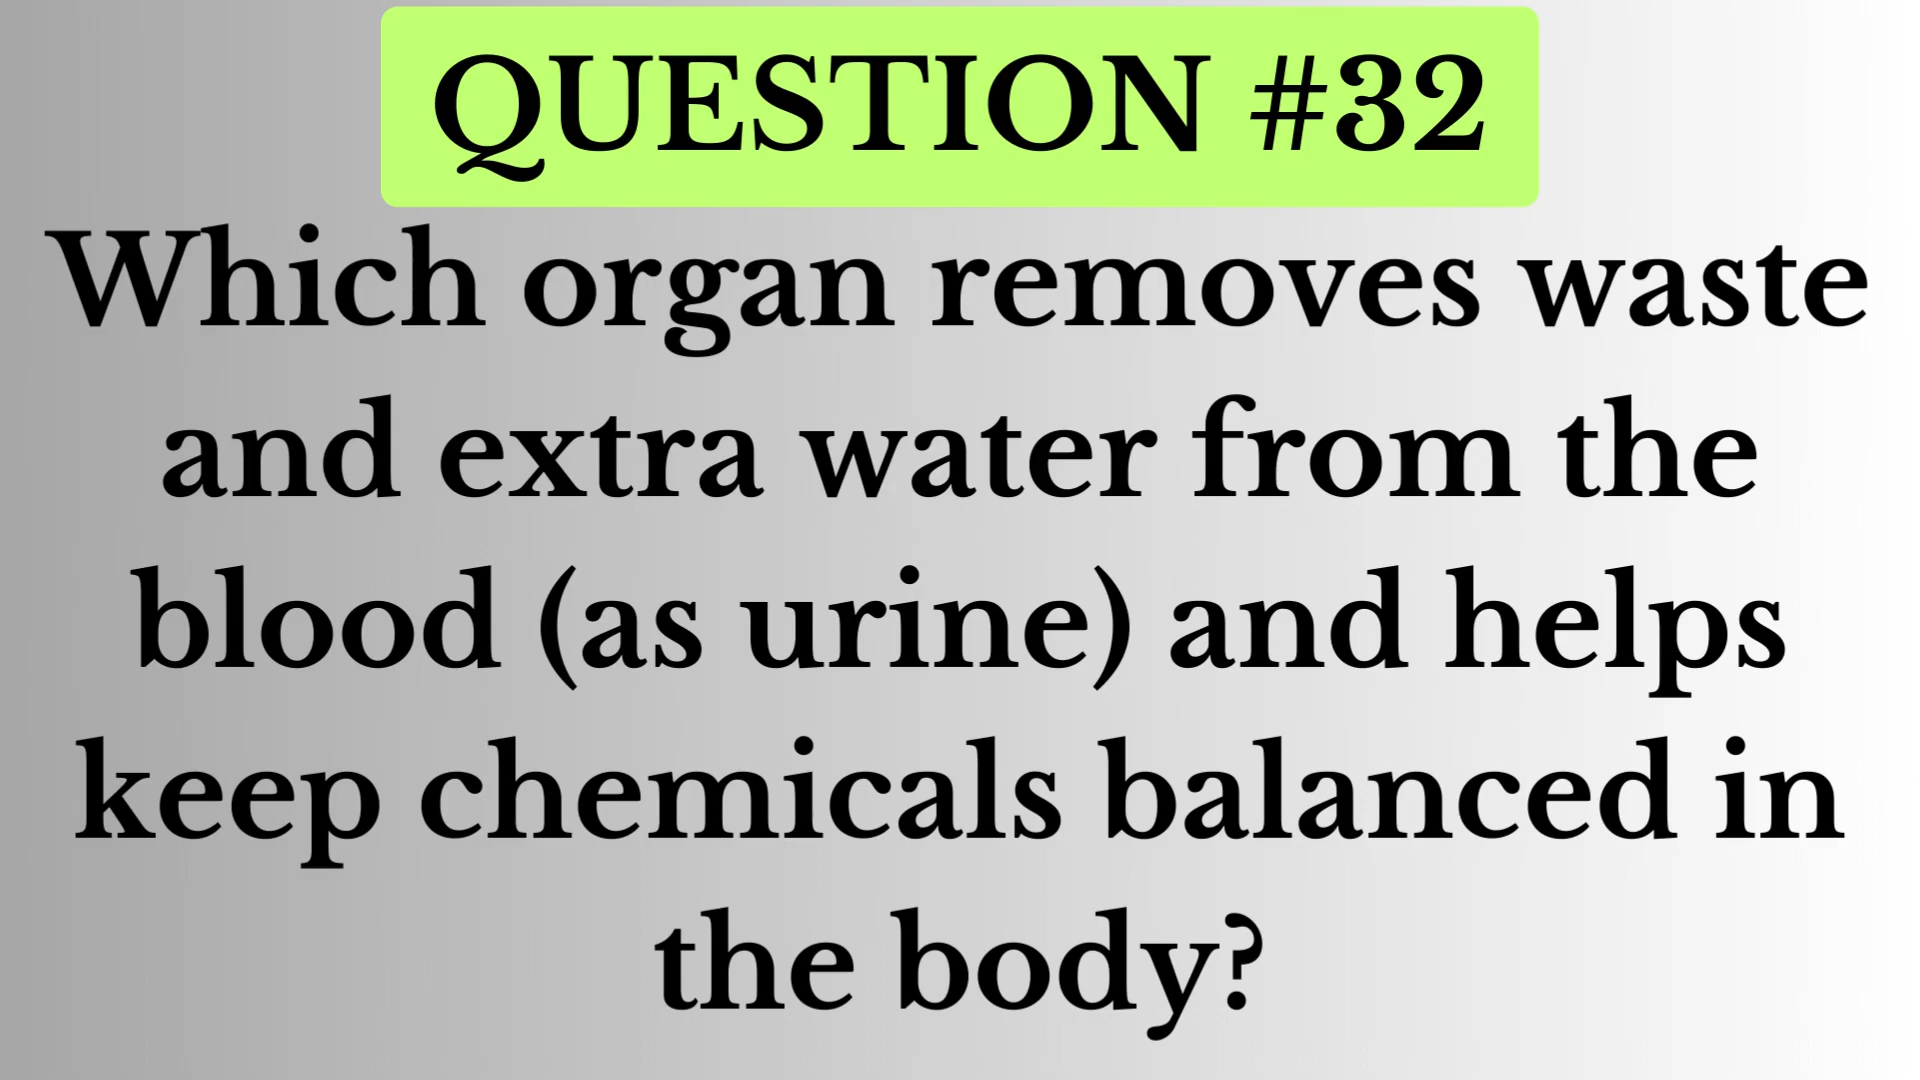 QUESTION #32
Which organ removes waste
and extra water from the
blood (as urine) and helps
keep chemicals balanced in
the body?